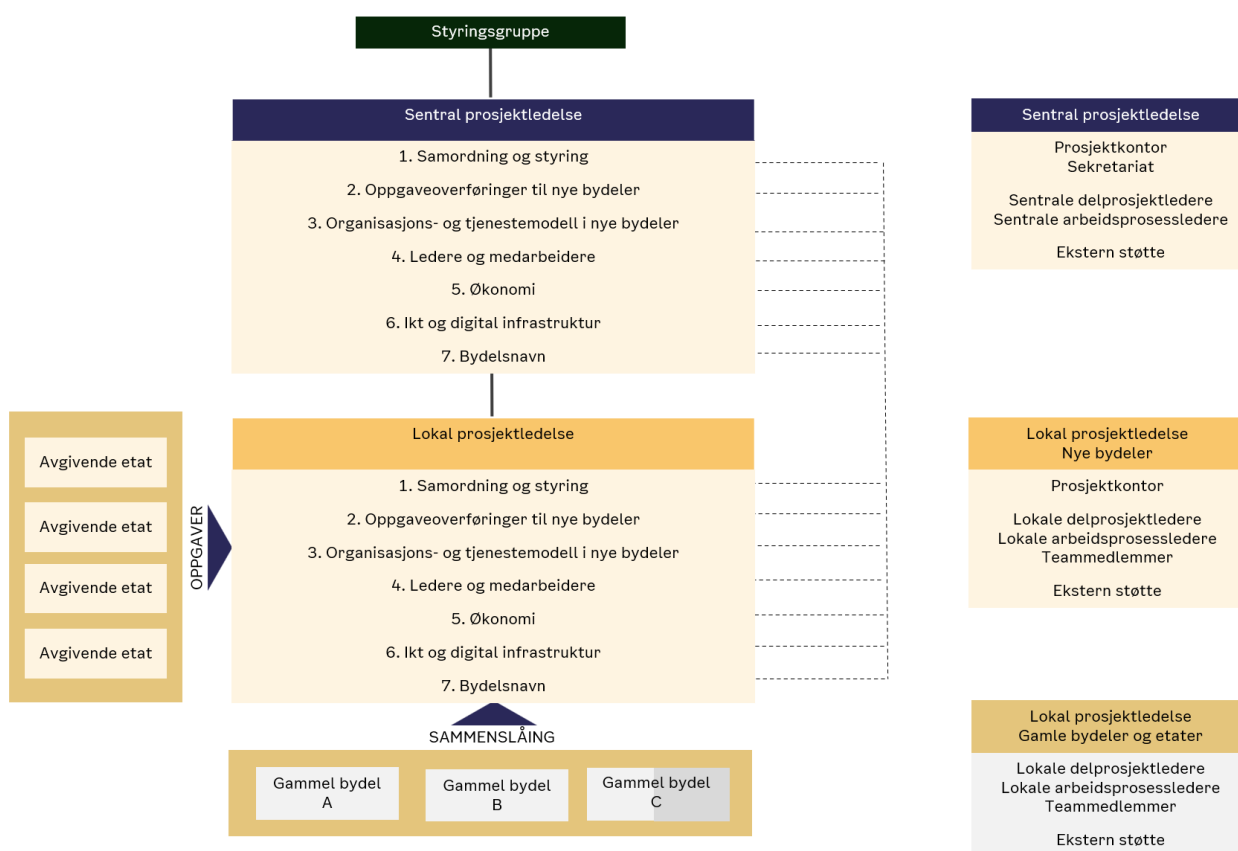 Styringsgruppe
Sentral prosjektledelse
1. Samordning og styring
2. Oppgaveoverføringer til nye bydeler
3. Organisasjons- og tjenestemodell i nye bydeler
4. Ledere og medarbeidere
5. Økonomi
6. Ikt og digital infrastruktur
7. Bydelsnavn
Sentral prosjektledelse
Prosjektkontor
Sekretariat
Sentrale delprosjektledere
Sentrale arbeidsprosessledere
Ekstern støtte
Avgivende etat
Avgivende etat
Avgivende etat
Avgivende etat
OPPGAVER
Lokal prosjektledelse
1. Samordning og styring
2. Oppgaveoverføringer til nye bydeler
3. Organisasjons- og tjenestemodell i nye bydeler
4. Ledere og medarbeidere
5. Økonomi
6. Ikt og digital infrastruktur
7. Bydelsnavn
Lokal prosjektledelse
Nye bydeler
Prosjektkontor
Lokale delprosjektledere
Lokale arbeidsprosessledere
Teammedlemmer
Ekstern støtte
SAMMENSLÅING
Gammel bydel
A
Gammel bydel
B
Gammel bydel
C
Lokal prosjektledelse
Gamle bydeler og etater
Lokale delprosjektledere
Lokale arbeidsprosessledere
Teammedlemmer
Ekstern støtte